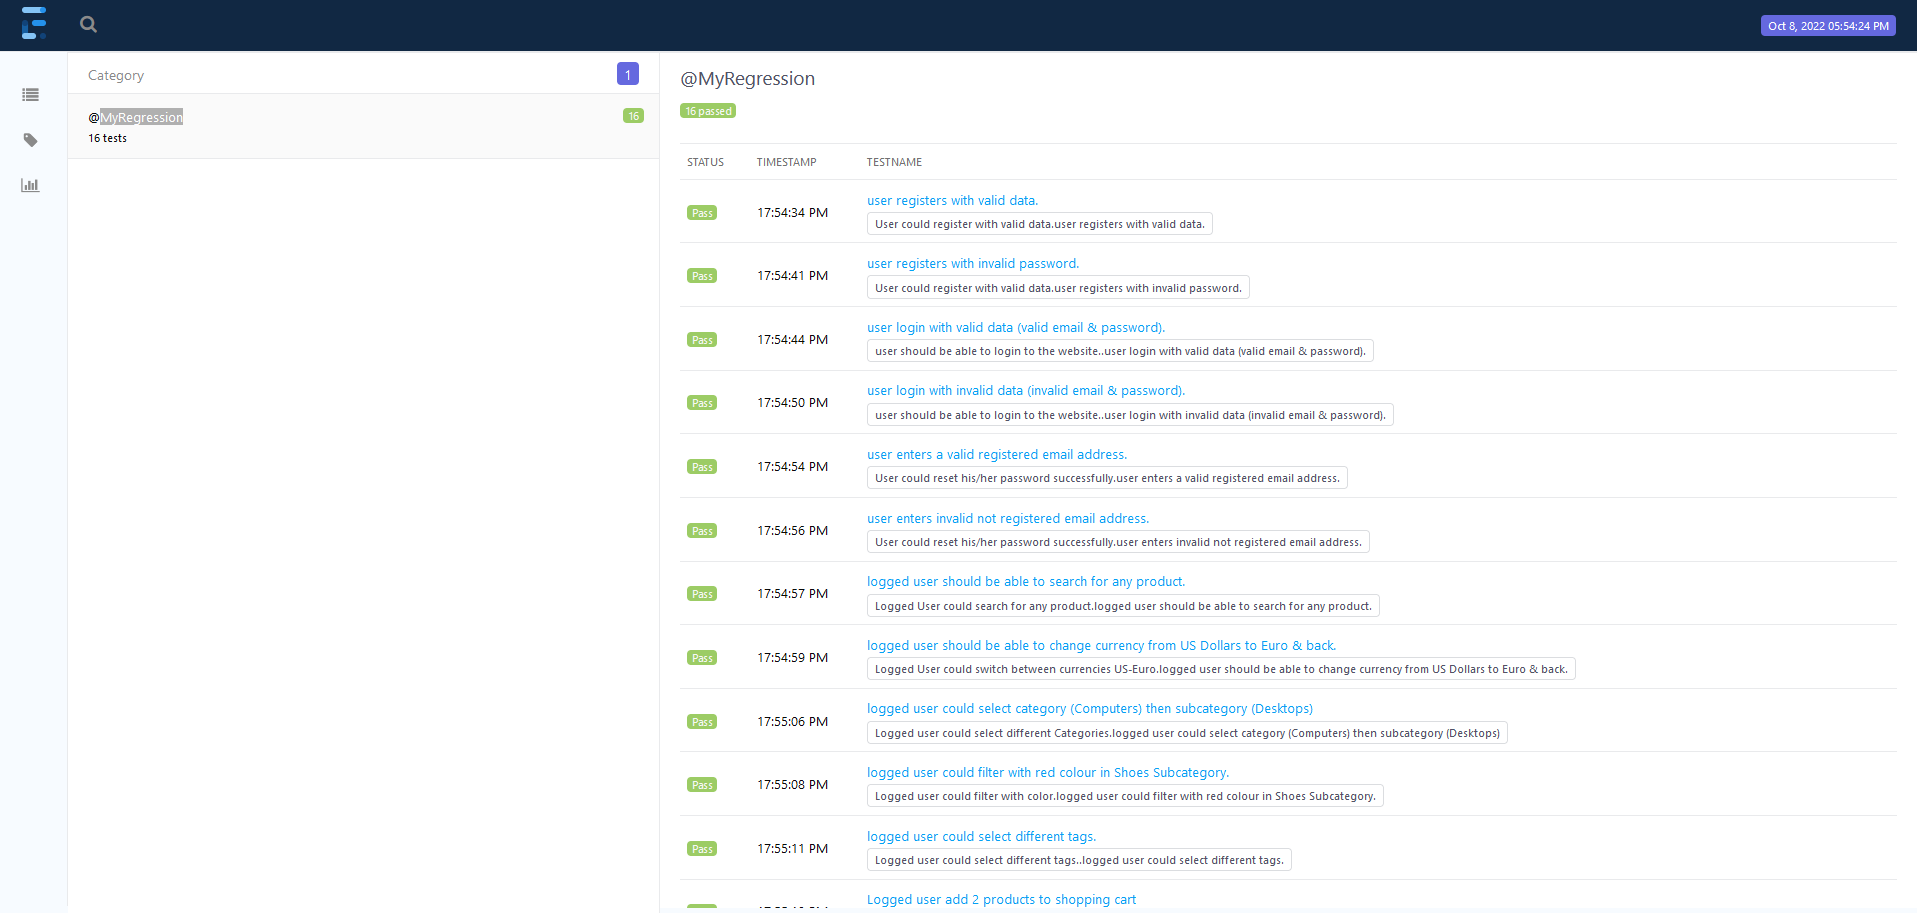 Oct 8, 2022 05:54:24 PM
Category
1
@MyRegression
16
16 tests
@MyRegression
16 passed
STATUS TIMESTAMP TESTNAME
user registers with valid data.
Pass 17:54:34 PM
User could register with valid data.user registers with valid data.
user registers with invalid password.
Pass 17:54:41 PM
User could register with valid data.user registers with invalid password.
user login with valid data (valid email & password).
Pass 17:54:44 PM
user should be able to login to the website..user login with valid data (valid email & password).
user login with invalid data (invalid email & password).
Pass 17:54:50 PM
user should be able to login to the website..user login with invalid data (invalid email & password).
user enters a valid registered email address.
Pass 17:54:54 PM
User could reset his/her password successfully.user enters a valid registered email address.
user enters invalid not registered email address.
Pass 17:54:56 PM
User could reset his/her password successfully.user enters invalid not registered email address.
logged user should be able to search for any product.
Pass 17:54:57 PM
Logged User could search for any product.logged user should be able to search for any product.
logged user should be able to change currency from US Dollars to Euro & back.
Pass 17:54:59 PM
Logged User could switch between currencies US-Euro.logged user should be able to change currency from US Dollars to Euro & back.
logged user could select category (Computers) then subcategory (Desktops)
Pass 17:55:06 PM
Logged user could select different Categories.logged user could select category (Computers) then subcategory (Desktops)
logged user could filter with red colour in Shoes Subcategory.
Pass 17:55:08 PM
Logged user could filter with color.logged user could filter with red colour in Shoes Subcategory.
logged user could select different tags.
Pass 17:55:11 PM
Logged user could select different tags..logged user could select different tags.
Logged user add 2 products to shopping cart